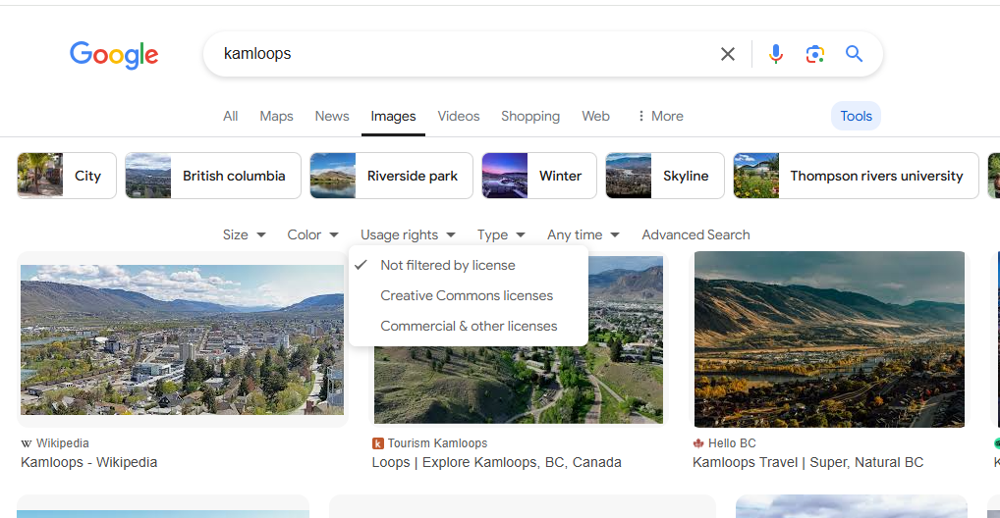 Google
kamloops
All Maps News Images Videos Shopping Web More Tools
City British columbia Riverside park Winter Skyline Thompson rivers university
Size Color Usage rights Type Any time Advanced Search
Not filtered by license
Creative Commons licenses
Commercial & other licenses
W Wikipedia
Kamloops - Wikipedia
k Tourism Kamloops
Loops | Explore Kamloops, BC, Canada
Hello BC
Kamloops Travel | Super, Natural BC
K